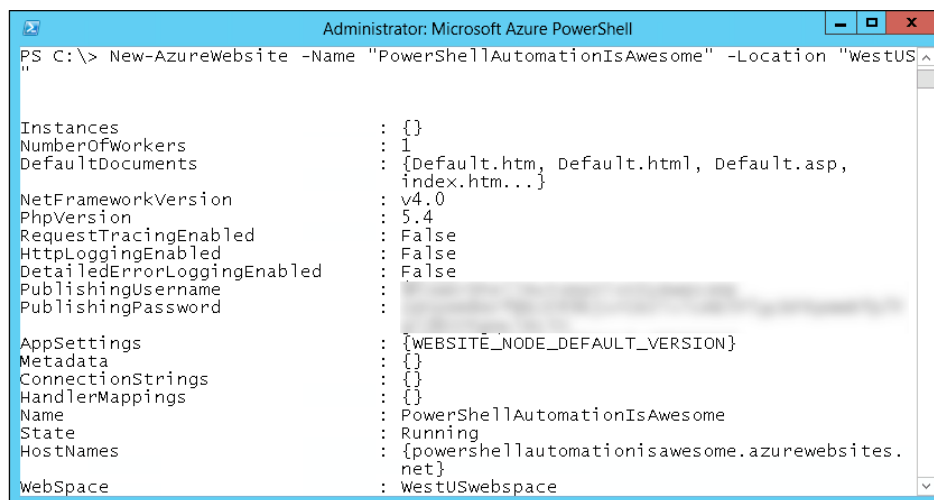 Administrator: Microsoft Azure PowerShell
PS C:\> New-AzureWebsite -Name "PowerShellAutomationIsAwesome" -Location "WestUS
"
Instances : {}
NumberOfWorkers : 1
DefaultDocuments : {Default.htm, Default.html, Default.asp,
index.htm...}
NetFrameworkVersion : v4.0
PhpVersion : 5.4
RequestTracingEnabled : False
HttpLoggingEnabled : False
DetailedErrorLoggingEnabled : False
PublishingUsername :
PublishingPassword :
AppSettings : {WEBSITE_NODE_DEFAULT_VERSION}
Metadata : {}
ConnectionStrings : {}
HandlerMappings : {}
Name : PowerShellAutomationIsAwesome
State : Running
HostNames : {powershellautomationisawesome.azurewebsites.
net}
WebSpace : WestUSwebspace